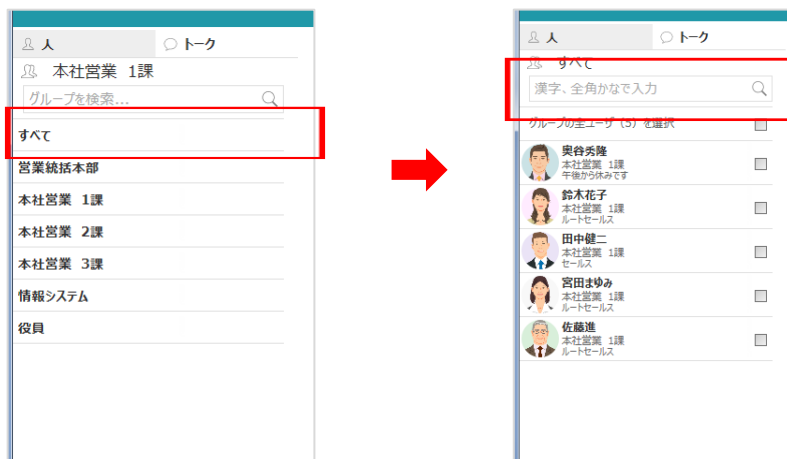 人 トーク
本社営業 1課
グループを検索...
すべて
営業統括本部
本社営業 1課
本社営業 2課
本社営業 3課
情報システム
役員
人 トーク
すべて
漢字、全角かなで入力
グループの全ユーザ (5) を選択
奥谷秀隆
本社営業 1課
午後から休みです
鈴木花子
本社営業 1課
ルートセールス
田中健二
本社営業 1課
セールス
宮田まゆみ
本社営業 1課
ルートセールス
佐藤進
本社営業 1課
ルートセールス